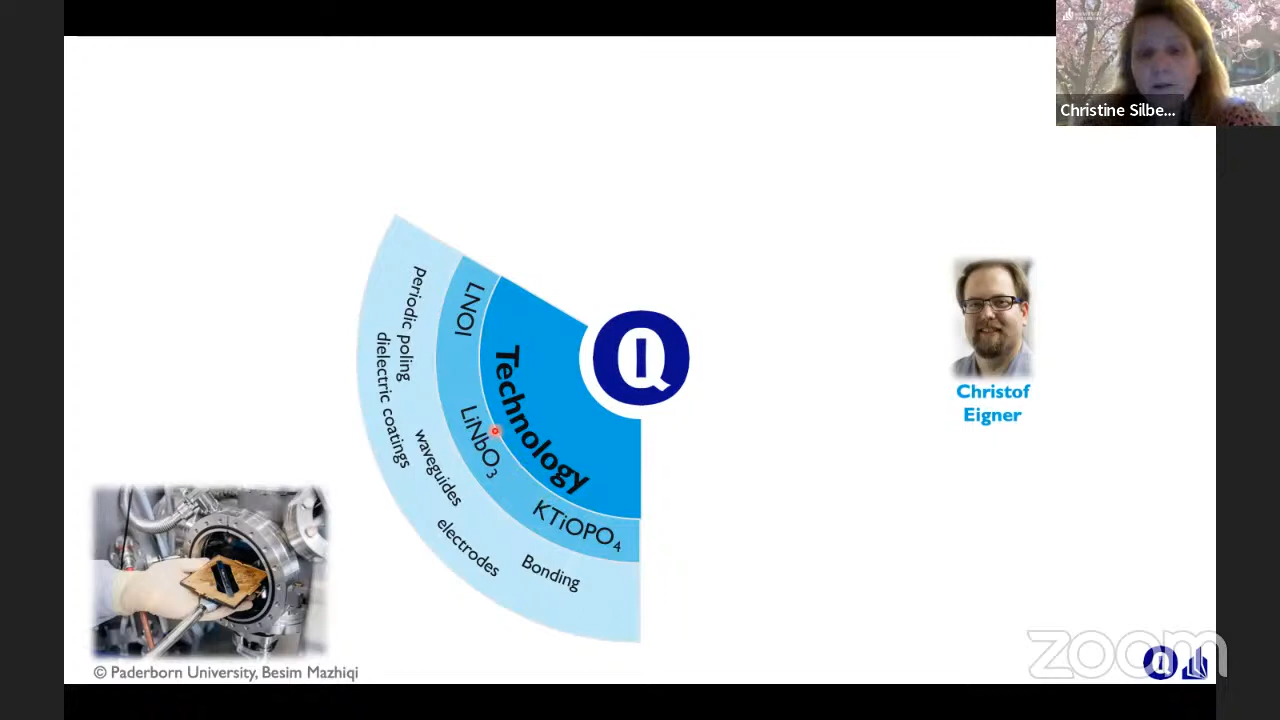 Christine Silbe...
LNOI
periodic poling
dielectric coatings
Technology
LiNbO₃
waveguides
KTiOPO₄
electrodes
Bonding
Q
Christof
Eigner
© Paderborn University, Besim Mazhiqi
zoom
Q